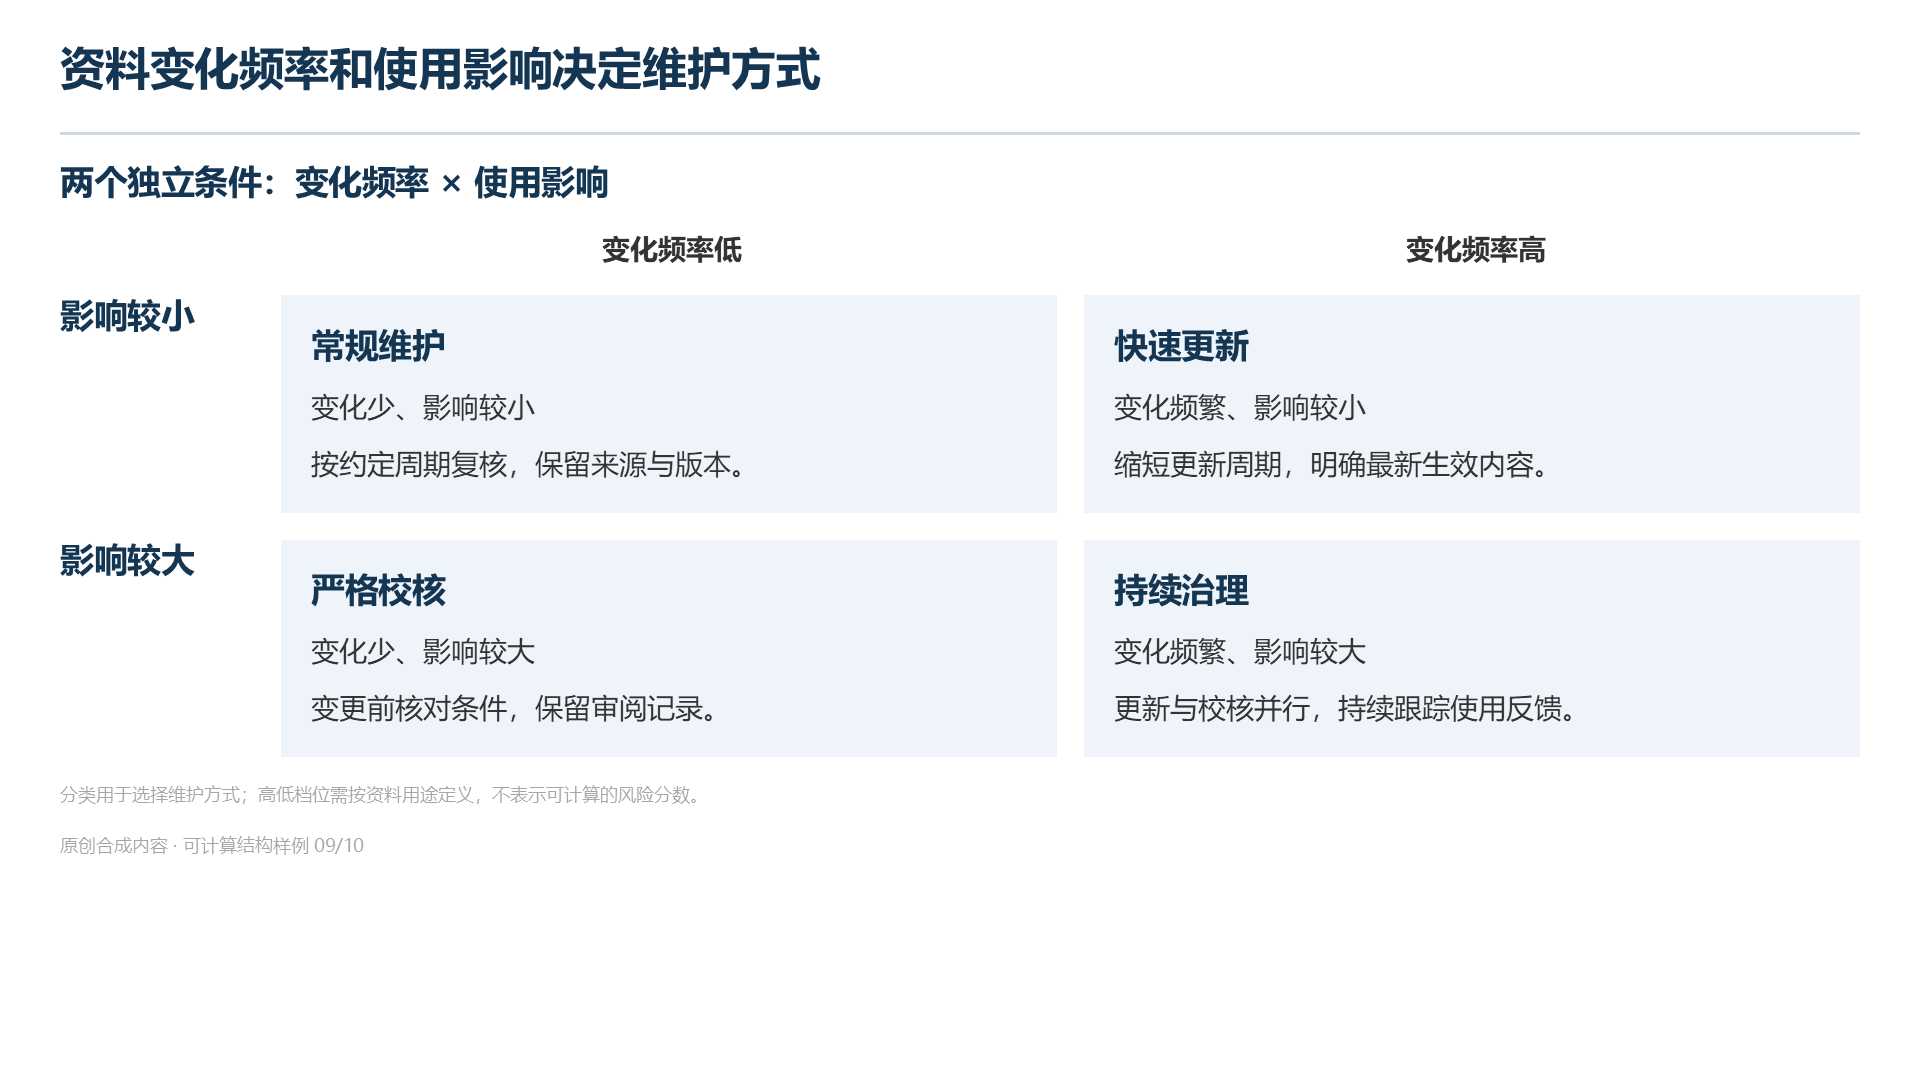 资料变化频率和使用影响决定维护方式
两个独立条件：变化频率 × 使用影响
变化频率低
变化频率高
影响较小
常规维护
变化少、影响较小
按约定周期复核，保留来源与版本。
快速更新
变化频繁、影响较小
缩短更新周期，明确最新生效内容。
影响较大
严格校核
变化少、影响较大
变更前核对条件，保留审阅记录。
持续治理
变化频繁、影响较大
更新与校核并行，持续跟踪使用反馈。
分类用于选择维护方式；高低档位需按资料用途定义，不表示可计算的风险分数。
原创合成内容 · 可计算结构样例 09/10